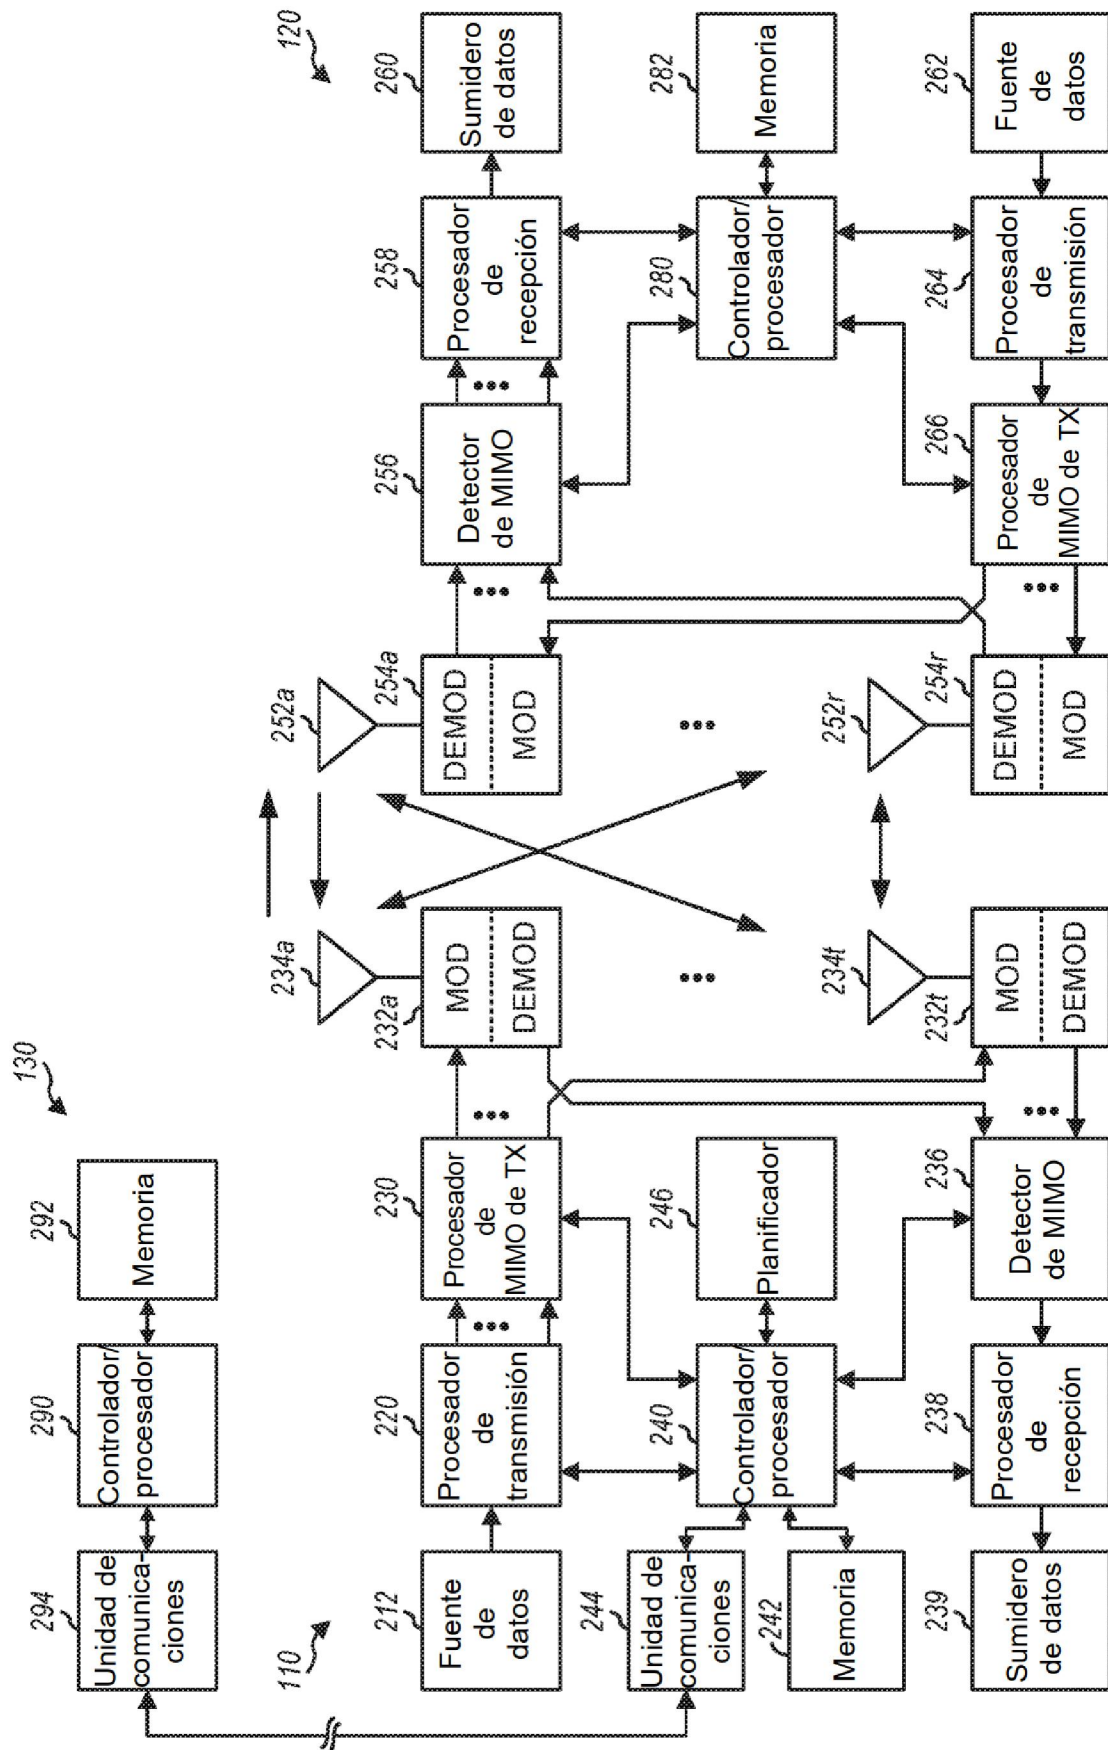 130
294
Unidad de
comunica-
ciones
290
Controlador/
procesador
292
Memoria
110
120
212
Fuente
de
datos
220
Procesador
de
transmisión
•••
230
Procesador
de
MIMO de TX
•••
234a
232a
MOD
DEMOD
252a
254a
DEMOD
MOD
•••
256
Detector
de MIMO
•••
258
Procesador
de
recepción
260
Sumidero
de datos
244
Unidad de
comunica-
ciones
242
Memoria
240
Controlador/
procesador
246
Planificador
•••
•••
280
Controlador/
procesador
282
Memoria
239
Sumidero
de datos
238
Procesador
de
recepción
236
Detector
de MIMO
•••
234t
232t
MOD
DEMOD
252r
254r
DEMOD
MOD
•••
266
Procesador
de
MIMO de TX
264
Procesador
de
transmisión
262
Fuente
de
datos